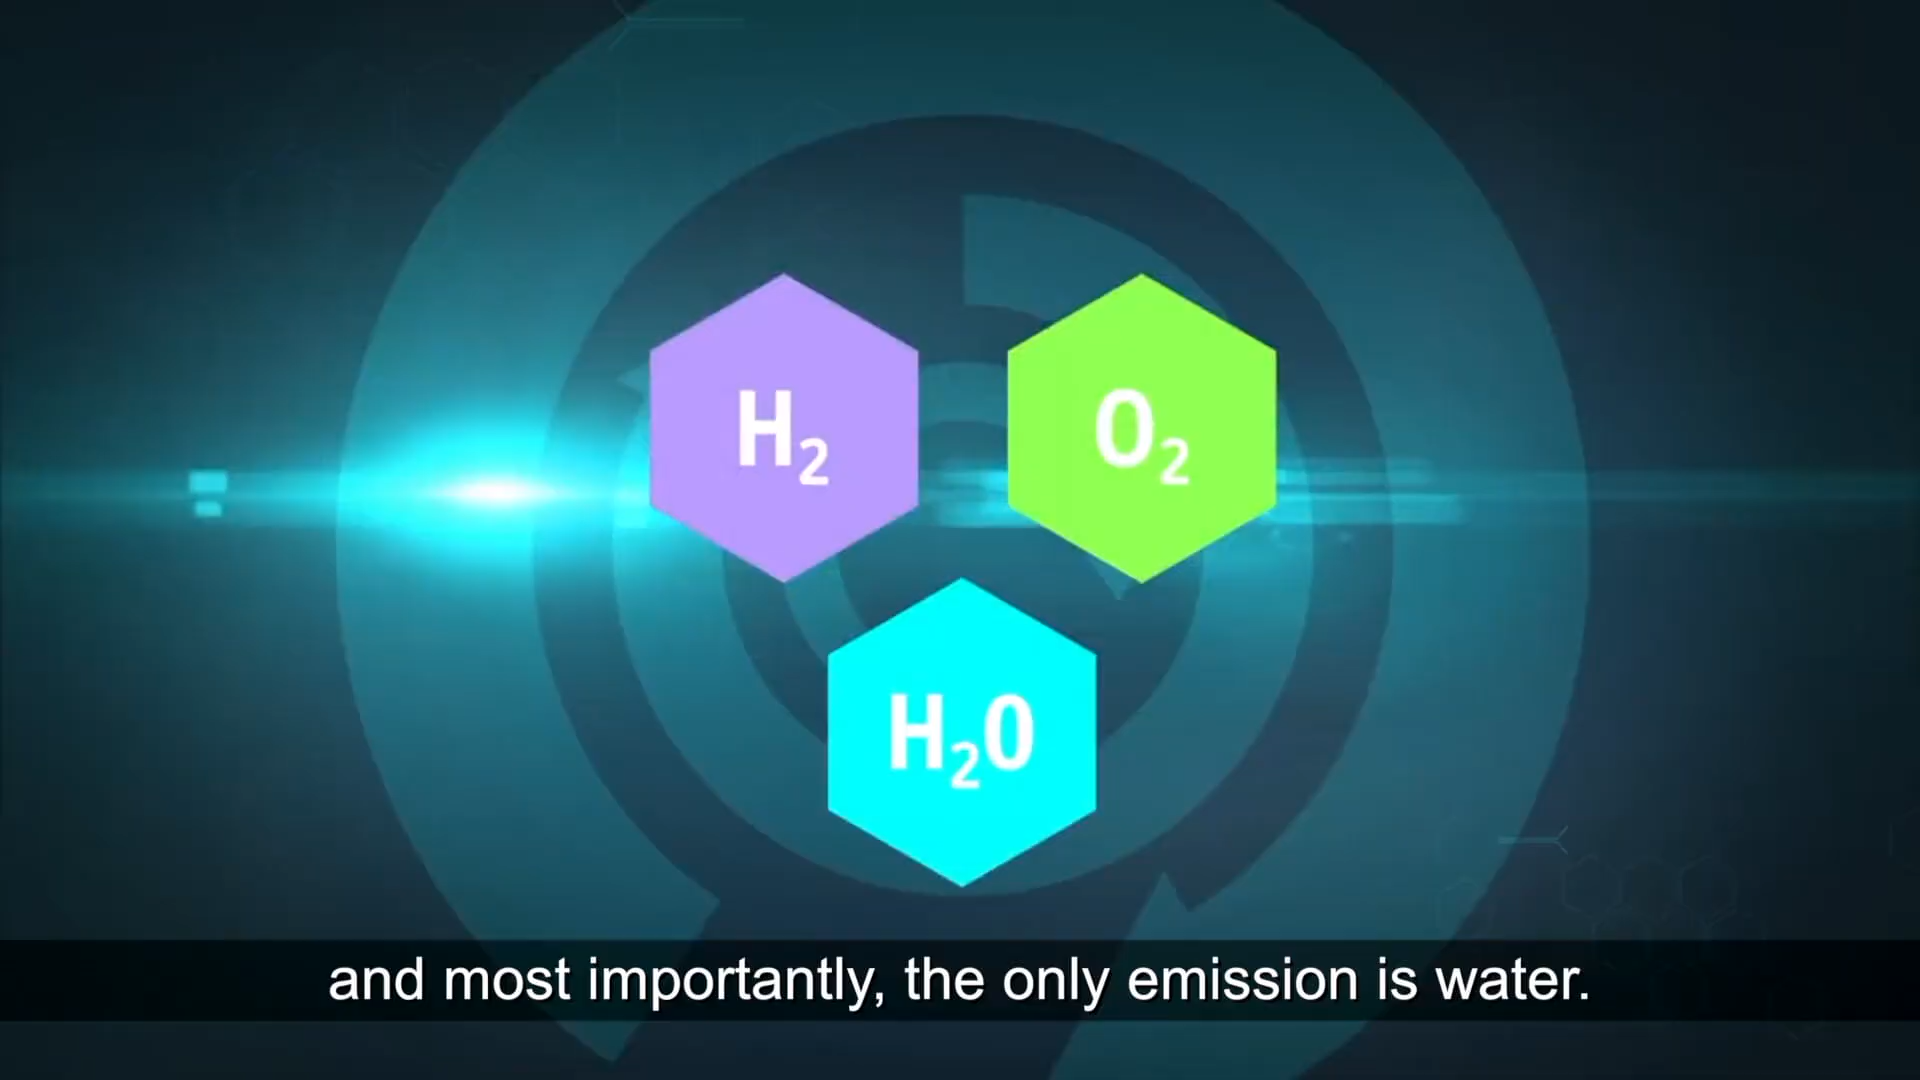 H₂
O₂
H₂O
and most importantly, the only emission is water.